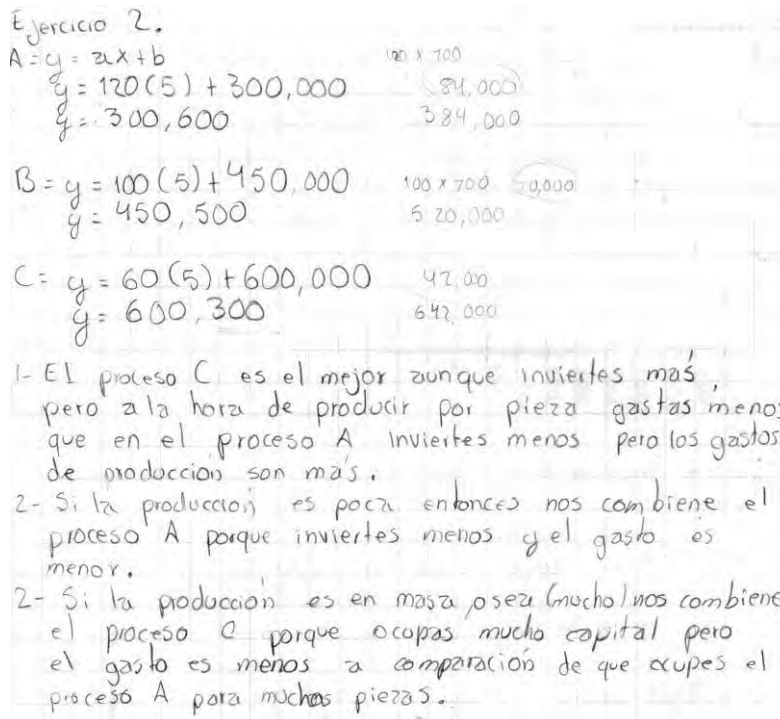 Ejercicio 2.
A = y = ax+b
y = 120(5) + 300,000
y = 300,600
120 x 700
84,000
384,000
B = y = 100(5) + 450,000
y = 450,500
100 x 700 70,000
520,000
C = y = 60(5) + 600,000
y = 600,300
42,000
642,000
1- El proceso C es el mejor aunque inviertes más,
pero a la hora de producir por pieza gastas menos
que en el proceso A inviertes menos pero los gastos
de produccion son más.
2- Si la produccion es poca entonces nos combiene el
proceso A porque inviertes menos y el gasto es
menor.
2- Si la producción es en masa, osea (mucho) nos combiene
el proceso C porque ocupas mucho capital pero
el gasto es menos a comparación de que ocupes el
proceso A para muchas piezas.